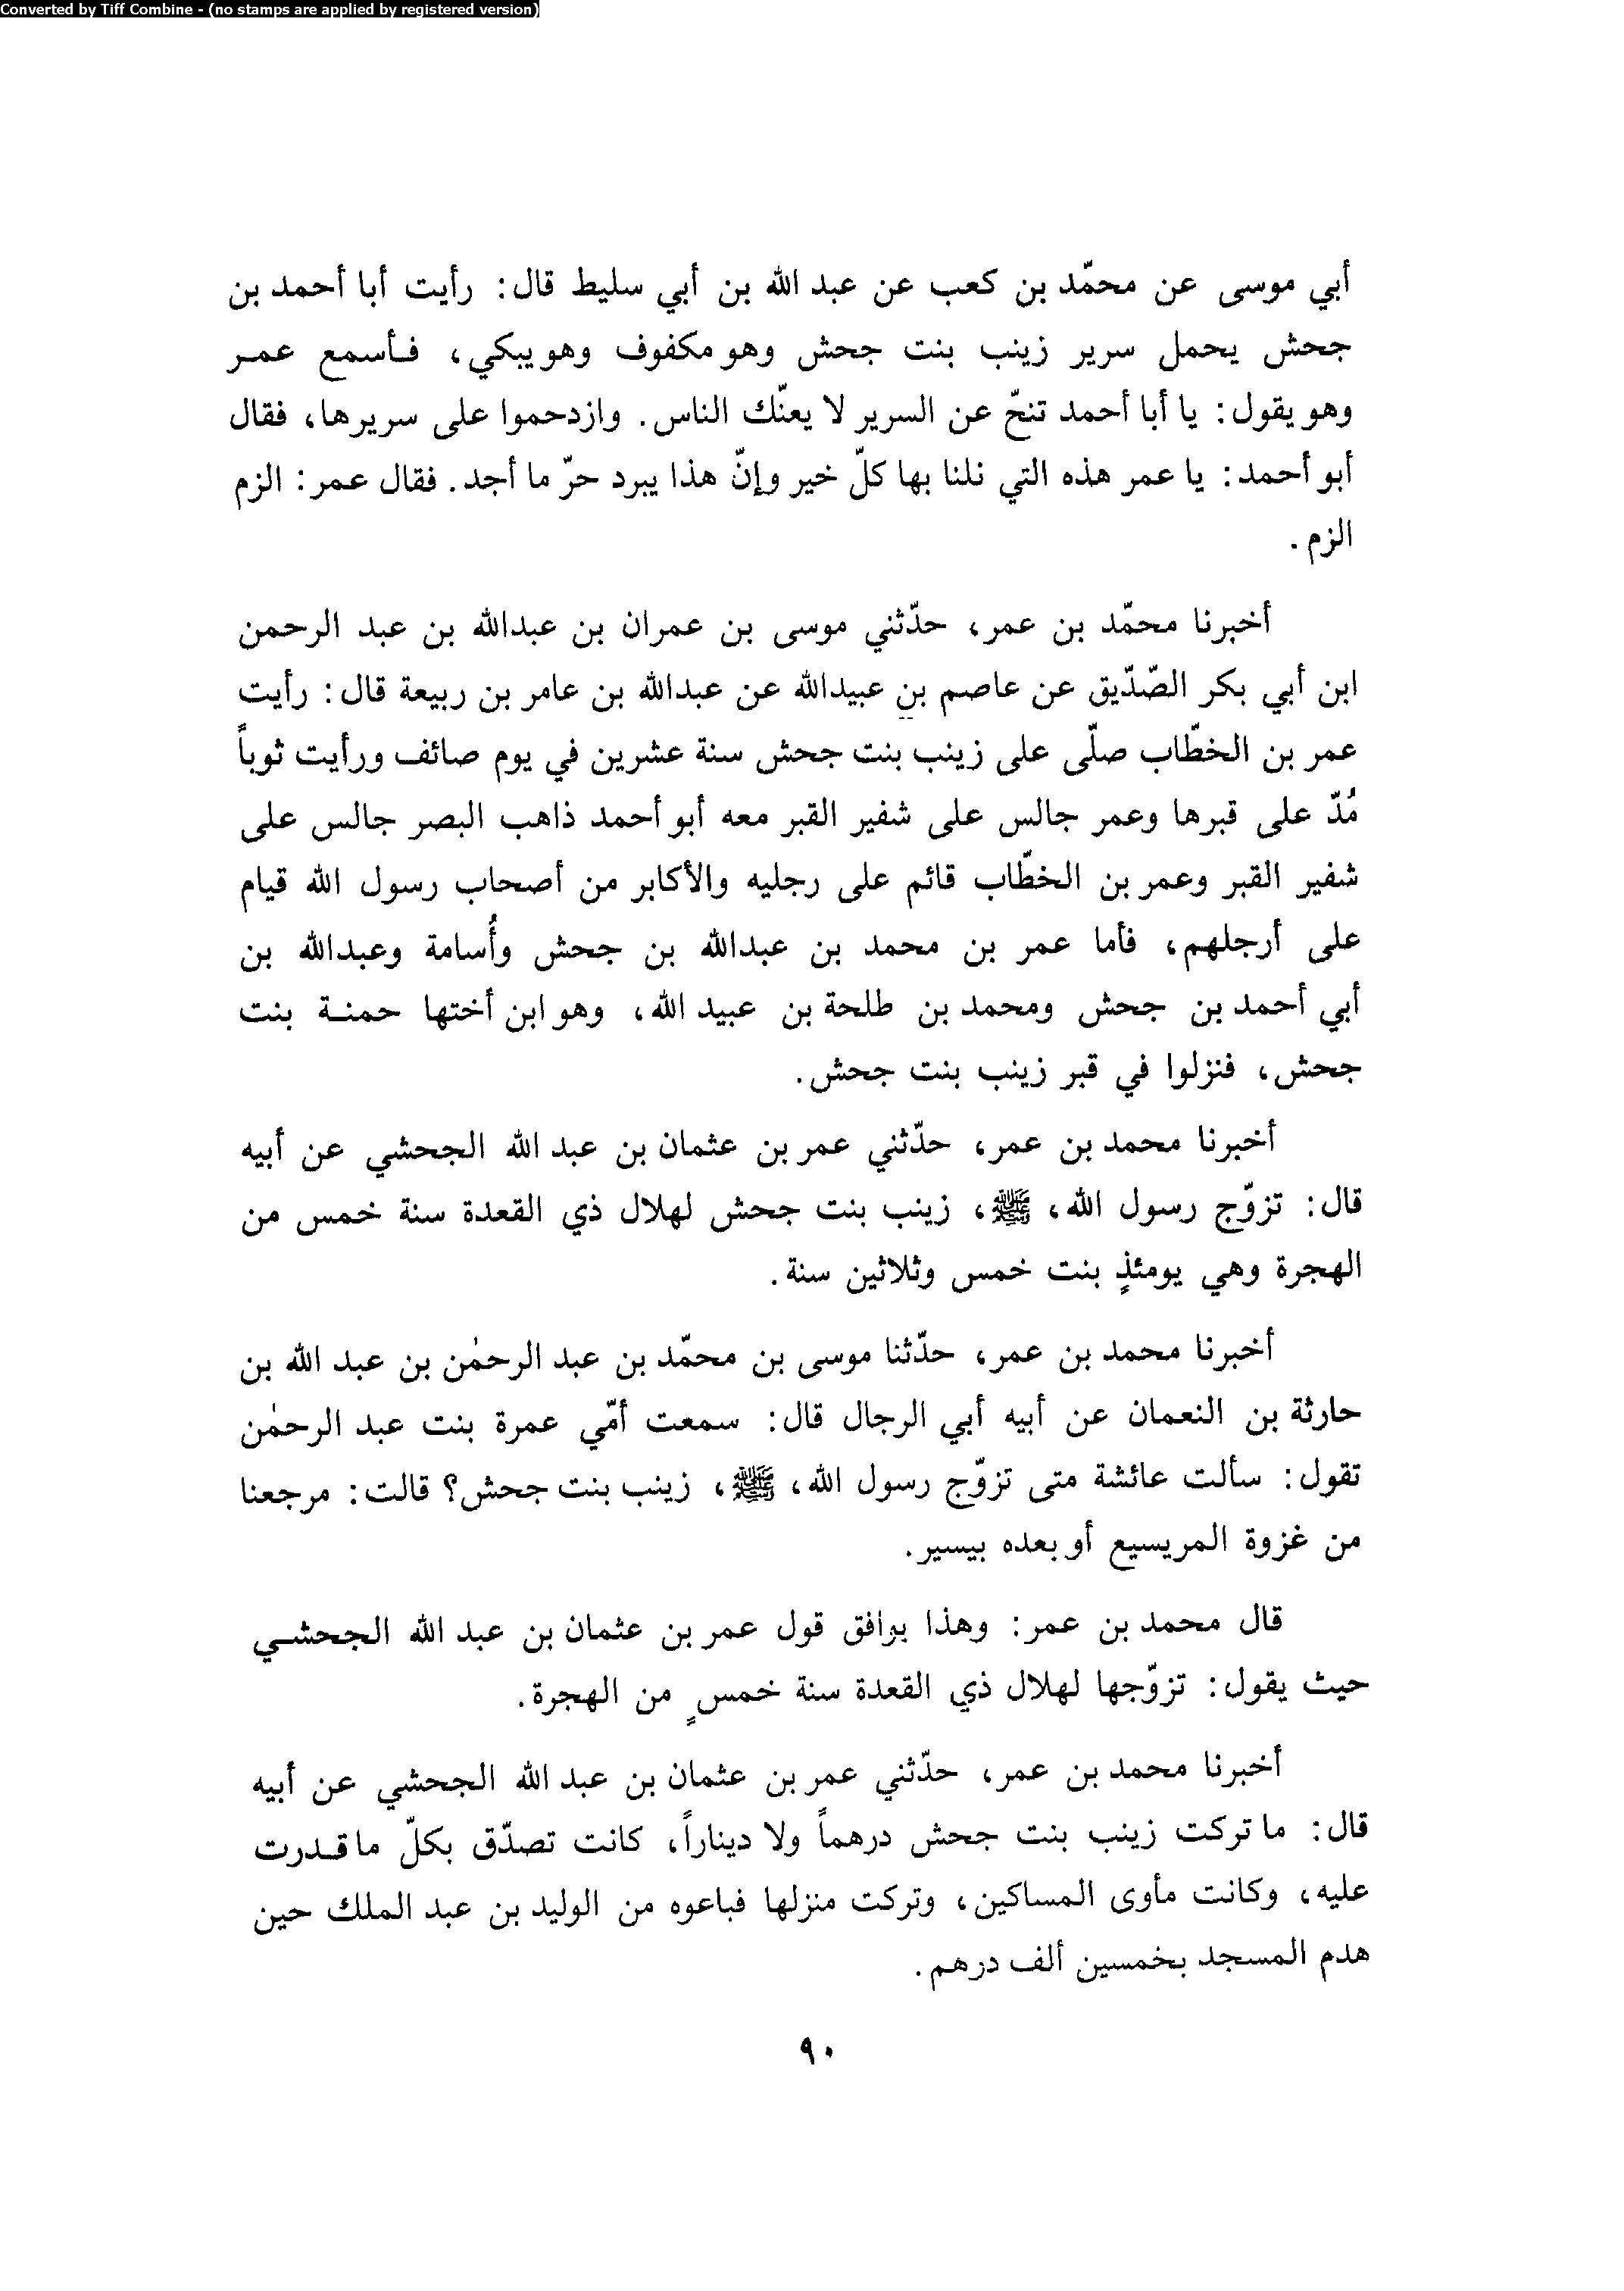 Converted by Tiff Combine - (no stamps are applied by registered version)
أبي موسى عن محمّد بن كعب عن عبد الله بن أبي سليط قال: رأيت أبا أحمد بن
جحش يحمل سرير زينب بنت جحش وهو مكفوف وهو يبكي، فأسمع عمر
وهو يقول: يا أبا أحمد تنحّ عن السرير لا يعنّك الناس. وازدحموا على سريرها، فقال
أبو أحمد: يا عمر هذه التي نلنا بها كلّ خير وإنّ هذا يبرد حرّ ما أجد. فقال عمر: الزم
الزم.
أخبرنا محمّد بن عمر، حدّثني موسى بن عمران بن عبدالله بن عبد الرحمن
ابن أبي بكر الصّدّيق عن عاصم بن عبيدالله عن عبدالله بن عامر بن ربيعة قال: رأيت
عمر بن الخطّاب صلّى على زينب بنت جحش سنة عشرين في يوم صائف ورأيت ثوباً
مُدّ على قبرها وعمر جالس على شفير القبر معه أبو أحمد ذاهب البصر جالس على
شفير القبر وعمر بن الخطّاب قائم على رجليه والأكابر من أصحاب رسول الله قيام
على أرجلهم، فأما عمر بن محمد بن عبدالله بن جحش وأُسامة وعبدالله بن
أبي أحمد بن جحش ومحمد بن طلحة بن عبيد الله، وهو ابن أختها حمنة بنت
جحش، فنزلوا في قبر زينب بنت جحش.
أخبرنا محمد بن عمر، حدّثني عمر بن عثمان بن عبد الله الجحشي عن أبيه
قال: تزوّج رسول الله، ﷺ، زينب بنت جحش لهلال ذي القعدة سنة خمس من
الهجرة وهي يومئذٍ بنت خمس وثلاثين سنة.
أخبرنا محمد بن عمر، حدّثنا موسى بن محمّد بن عبد الرحمٰن بن عبد الله بن
حارثة بن النعمان عن أبيه أبي الرجال قال: سمعت أمّي عمرة بنت عبد الرحمٰن
تقول: سألت عائشة متى تزوّج رسول الله، ﷺ، زينب بنت جحش؟ قالت: مرجعنا
من غزوة المريسيع أو بعده بيسير.
قال محمد بن عمر: وهذا يوافق قول عمر بن عثمان بن عبد الله الجحشي
حيث يقول: تزوّجها لهلال ذي القعدة سنة خمسٍ من الهجرة.
أخبرنا محمد بن عمر، حدّثني عمر بن عثمان بن عبد الله الجحشي عن أبيه
قال: ما تركت زينب بنت جحش درهماً ولا ديناراً، كانت تصدّق بكلّ ما قدرت
عليه، وكانت مأوى المساكين، وتركت منزلها فباعوه من الوليد بن عبد الملك حين
هدم المسجد بخمسين ألف درهم.
٩٠